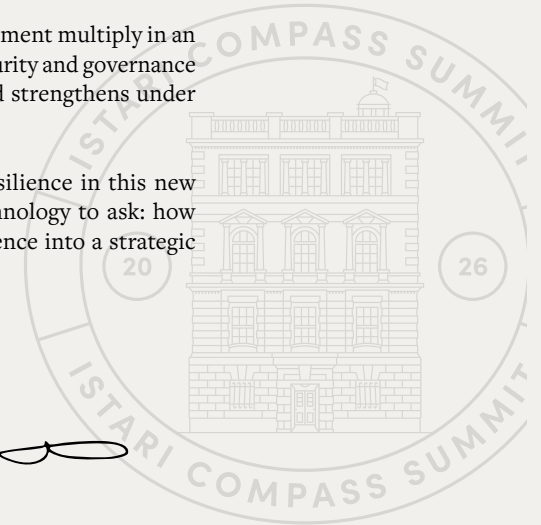 ment multiply in an
urity and governance
d strengthens under
silience in this new
nology to ask: how
ence into a strategic
ISTARI COMPASS SUMMIT
20
26
ISTARI COMPASS SUMMIT